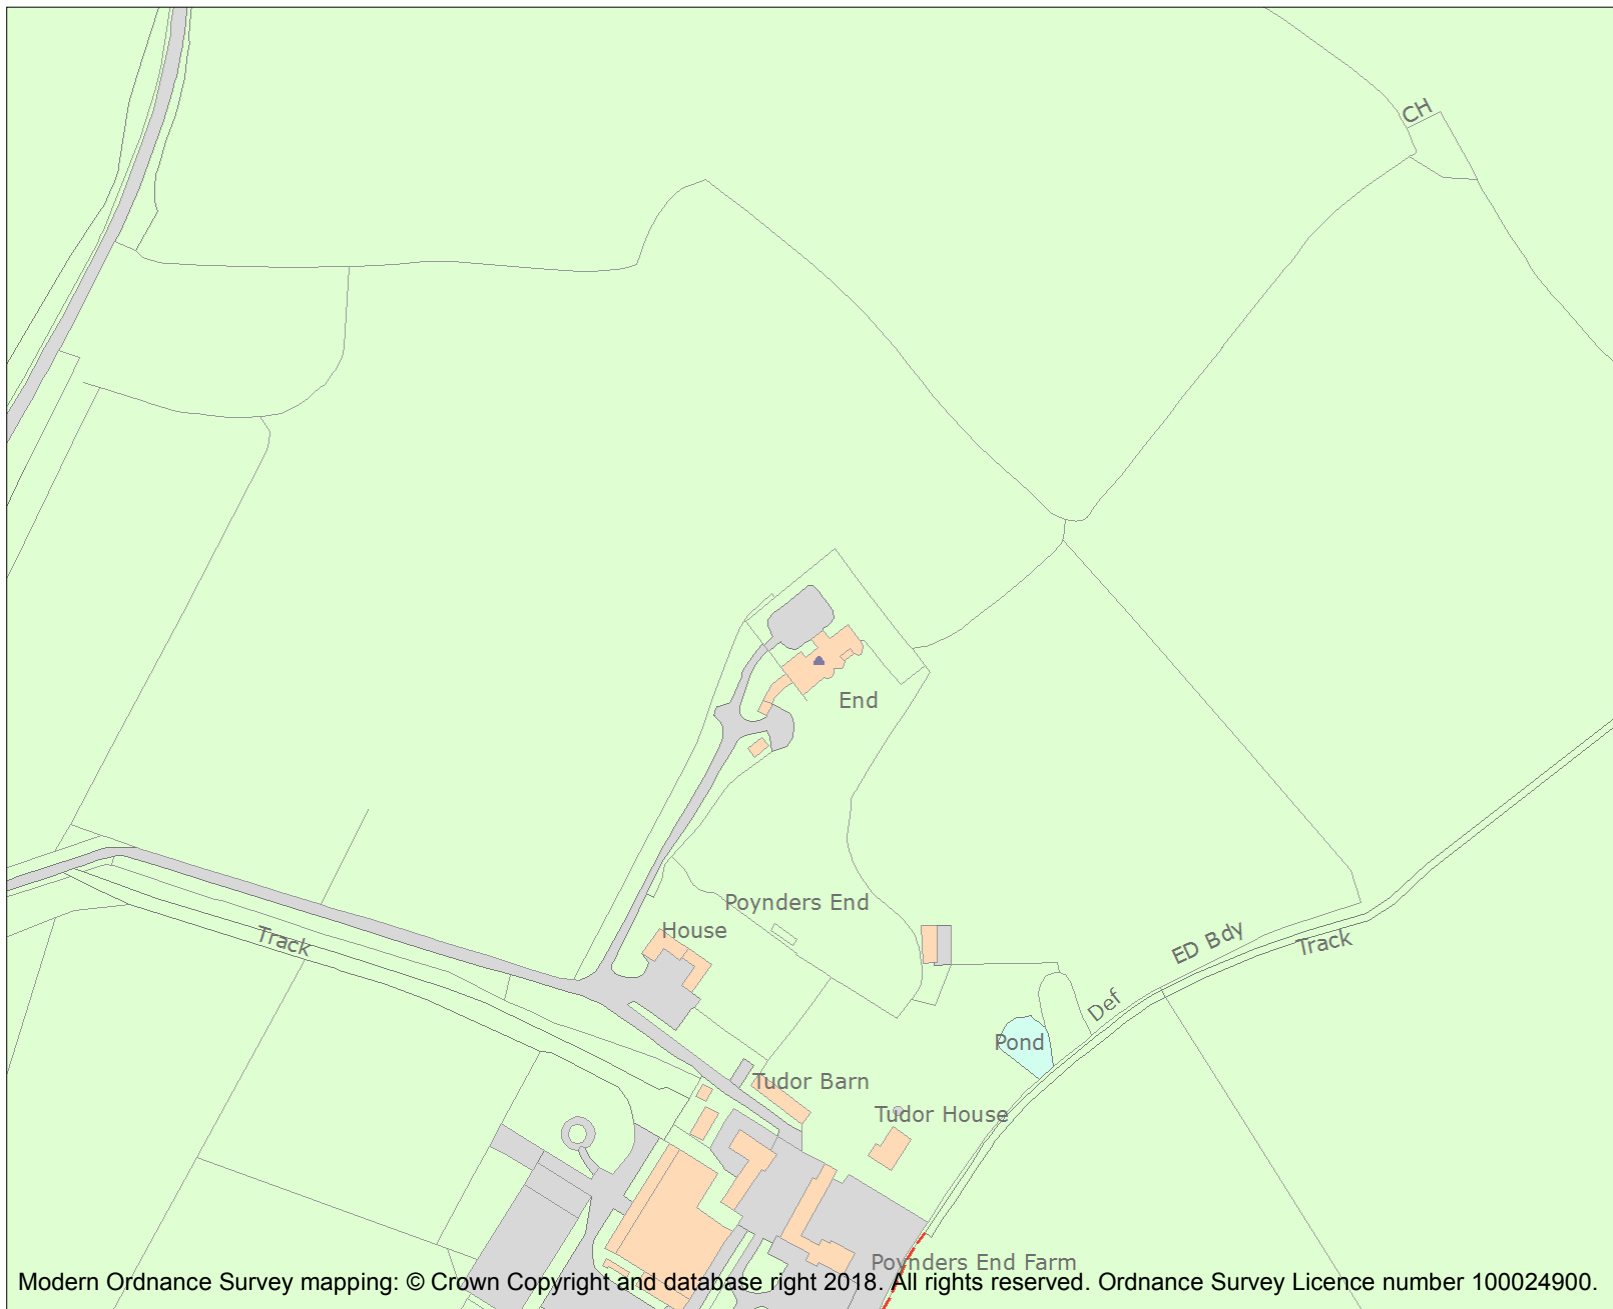 CH
End
Poynders End
House
Track
ED Bdy
Track
Def
Pond
Tudor Barn
Tudor House
Poynders End Farm
Modern Ordnance Survey mapping: © Crown Copyright and database right 2018. All rights reserved. Ordnance Survey Licence number 100024900.